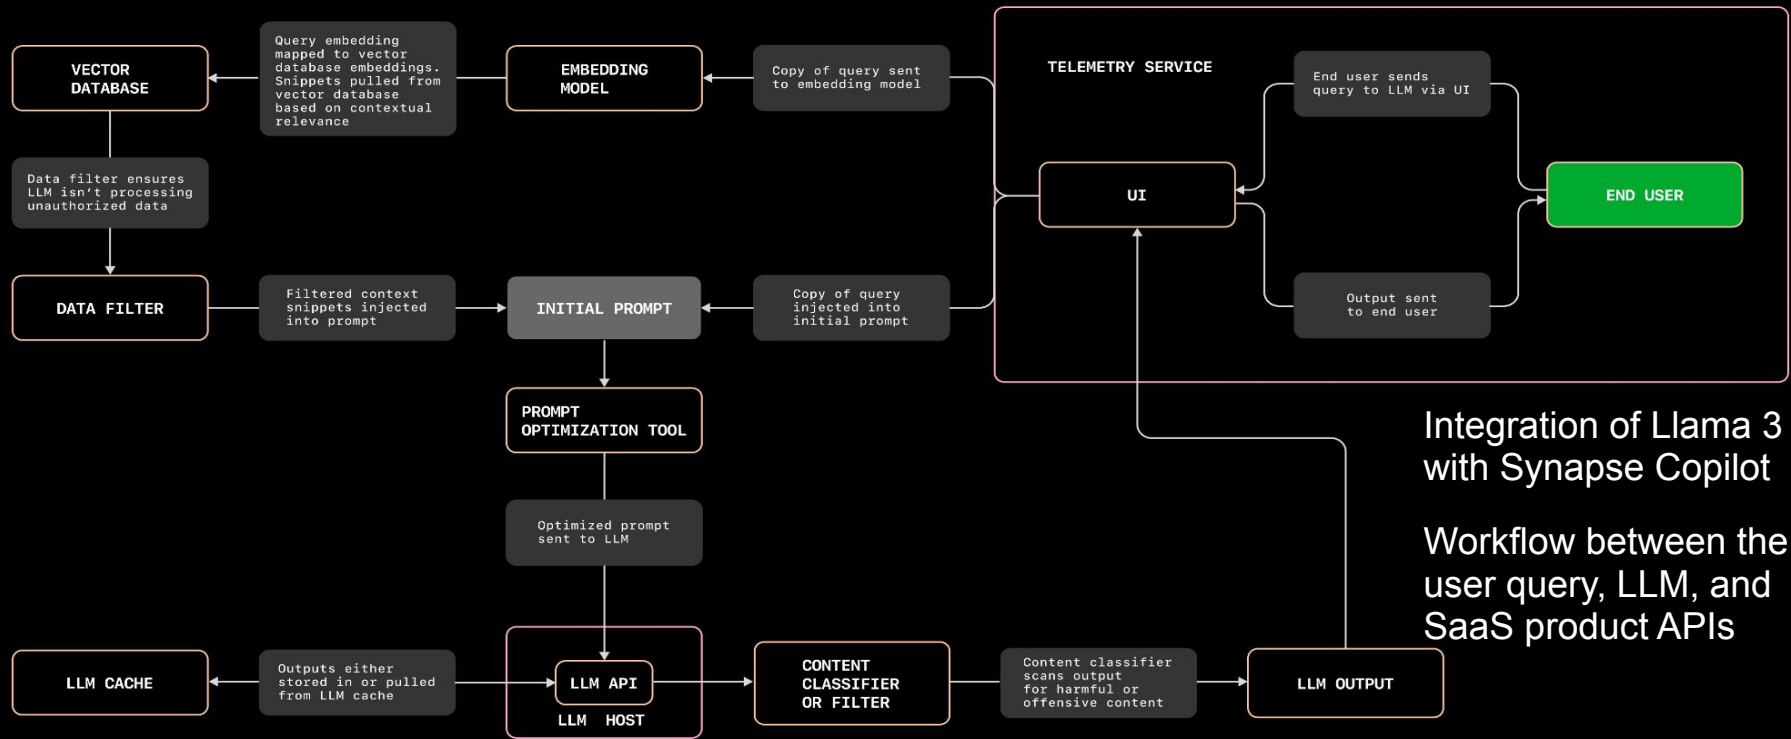 VECTOR
DATABASE
Query embedding
mapped to vector
database embeddings.
Snippets pulled from
vector database
based on contextual
relevance
EMBEDDING
MODEL
Copy of query sent
to embedding model
TELEMETRY SERVICE
End user sends
query to LLM via UI
Data filter ensures
LLM isn't processing
unauthorized data
UI
END USER
DATA FILTER
Filtered context
snippets injected
into prompt
INITIAL PROMPT
Copy of query
injected into
initial prompt
Output sent
to end user
PROMPT
OPTIMIZATION TOOL
Integration of Llama 3
with Synapse Copilot
Optimized prompt
sent to LLM
Workflow between the
user query, LLM, and
SaaS product APIs
LLM CACHE
Outputs either
stored in or pulled
from LLM cache
LLM API
LLM HOST
CONTENT
CLASSIFIER
OR FILTER
Content classifier
scans output
for harmful or
offensive content
LLM OUTPUT